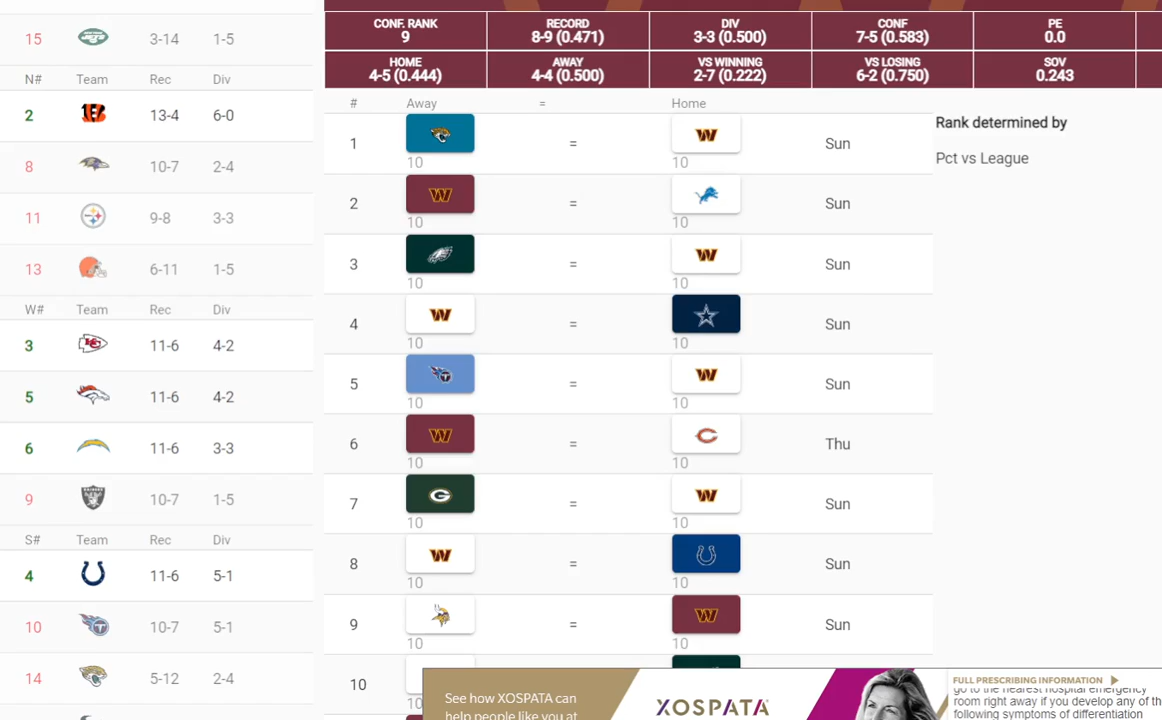 15 3-14 1-5
N# Team Rec Div
2 13-4 6-0
8 10-7 2-4
11 9-8 3-3
13 6-11 1-5
W# Team Rec Div
3 11-6 4-2
5 11-6 4-2
6 11-6 3-3
9 10-7 1-5
S# Team Rec Div
4 11-6 5-1
10 10-7 5-1
14 5-12 2-4
CONF. RANK RECORD DIV CONF PE
9 8-9 (0.471) 3-3 (0.500) 7-5 (0.583) 0.0
HOME AWAY VS WINNING VS LOSING SOV
4-5 (0.444) 4-4 (0.500) 2-7 (0.222) 6-2 (0.750) 0.243
# Away = Home
1 = W Sun
10 10
2 W = Sun
10 10
3 = W Sun
10 10
4 W = Sun
10 10
5 T = W Sun
10 10
6 W = C Thu
10 10
7 G = W Sun
10 10
8 W = Sun
10 10
9 = W Sun
10 10
10
10
Rank determined by
Pct vs League
See how XOSPATA can
help people like you at
XOSPATA
FULL PRESCRIBING INFORMATION
go to the nearest hospital emergency
room right away if you develop any of th
following symptoms of differentiation